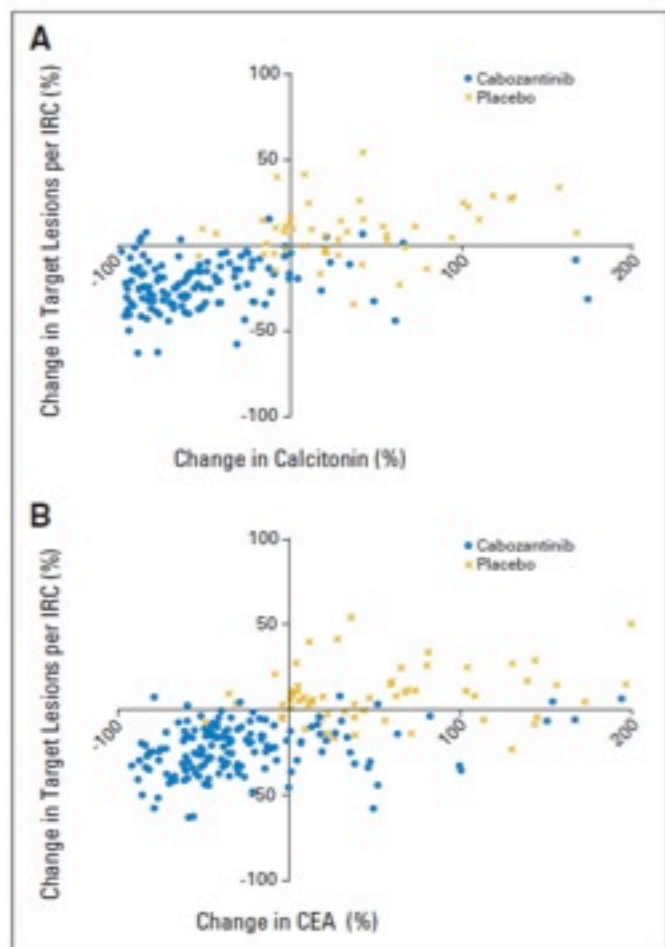 A
Change in Target Lesions per IRC (%)
100
50
-50
-100
-100
100
200
Cabozantinib
Placebo
Change in Calcitonin (%)
B
Change in Target Lesions per IRC (%)
100
50
-50
-100
-100
100
200
Cabozantinib
Placebo
Change in CEA (%)